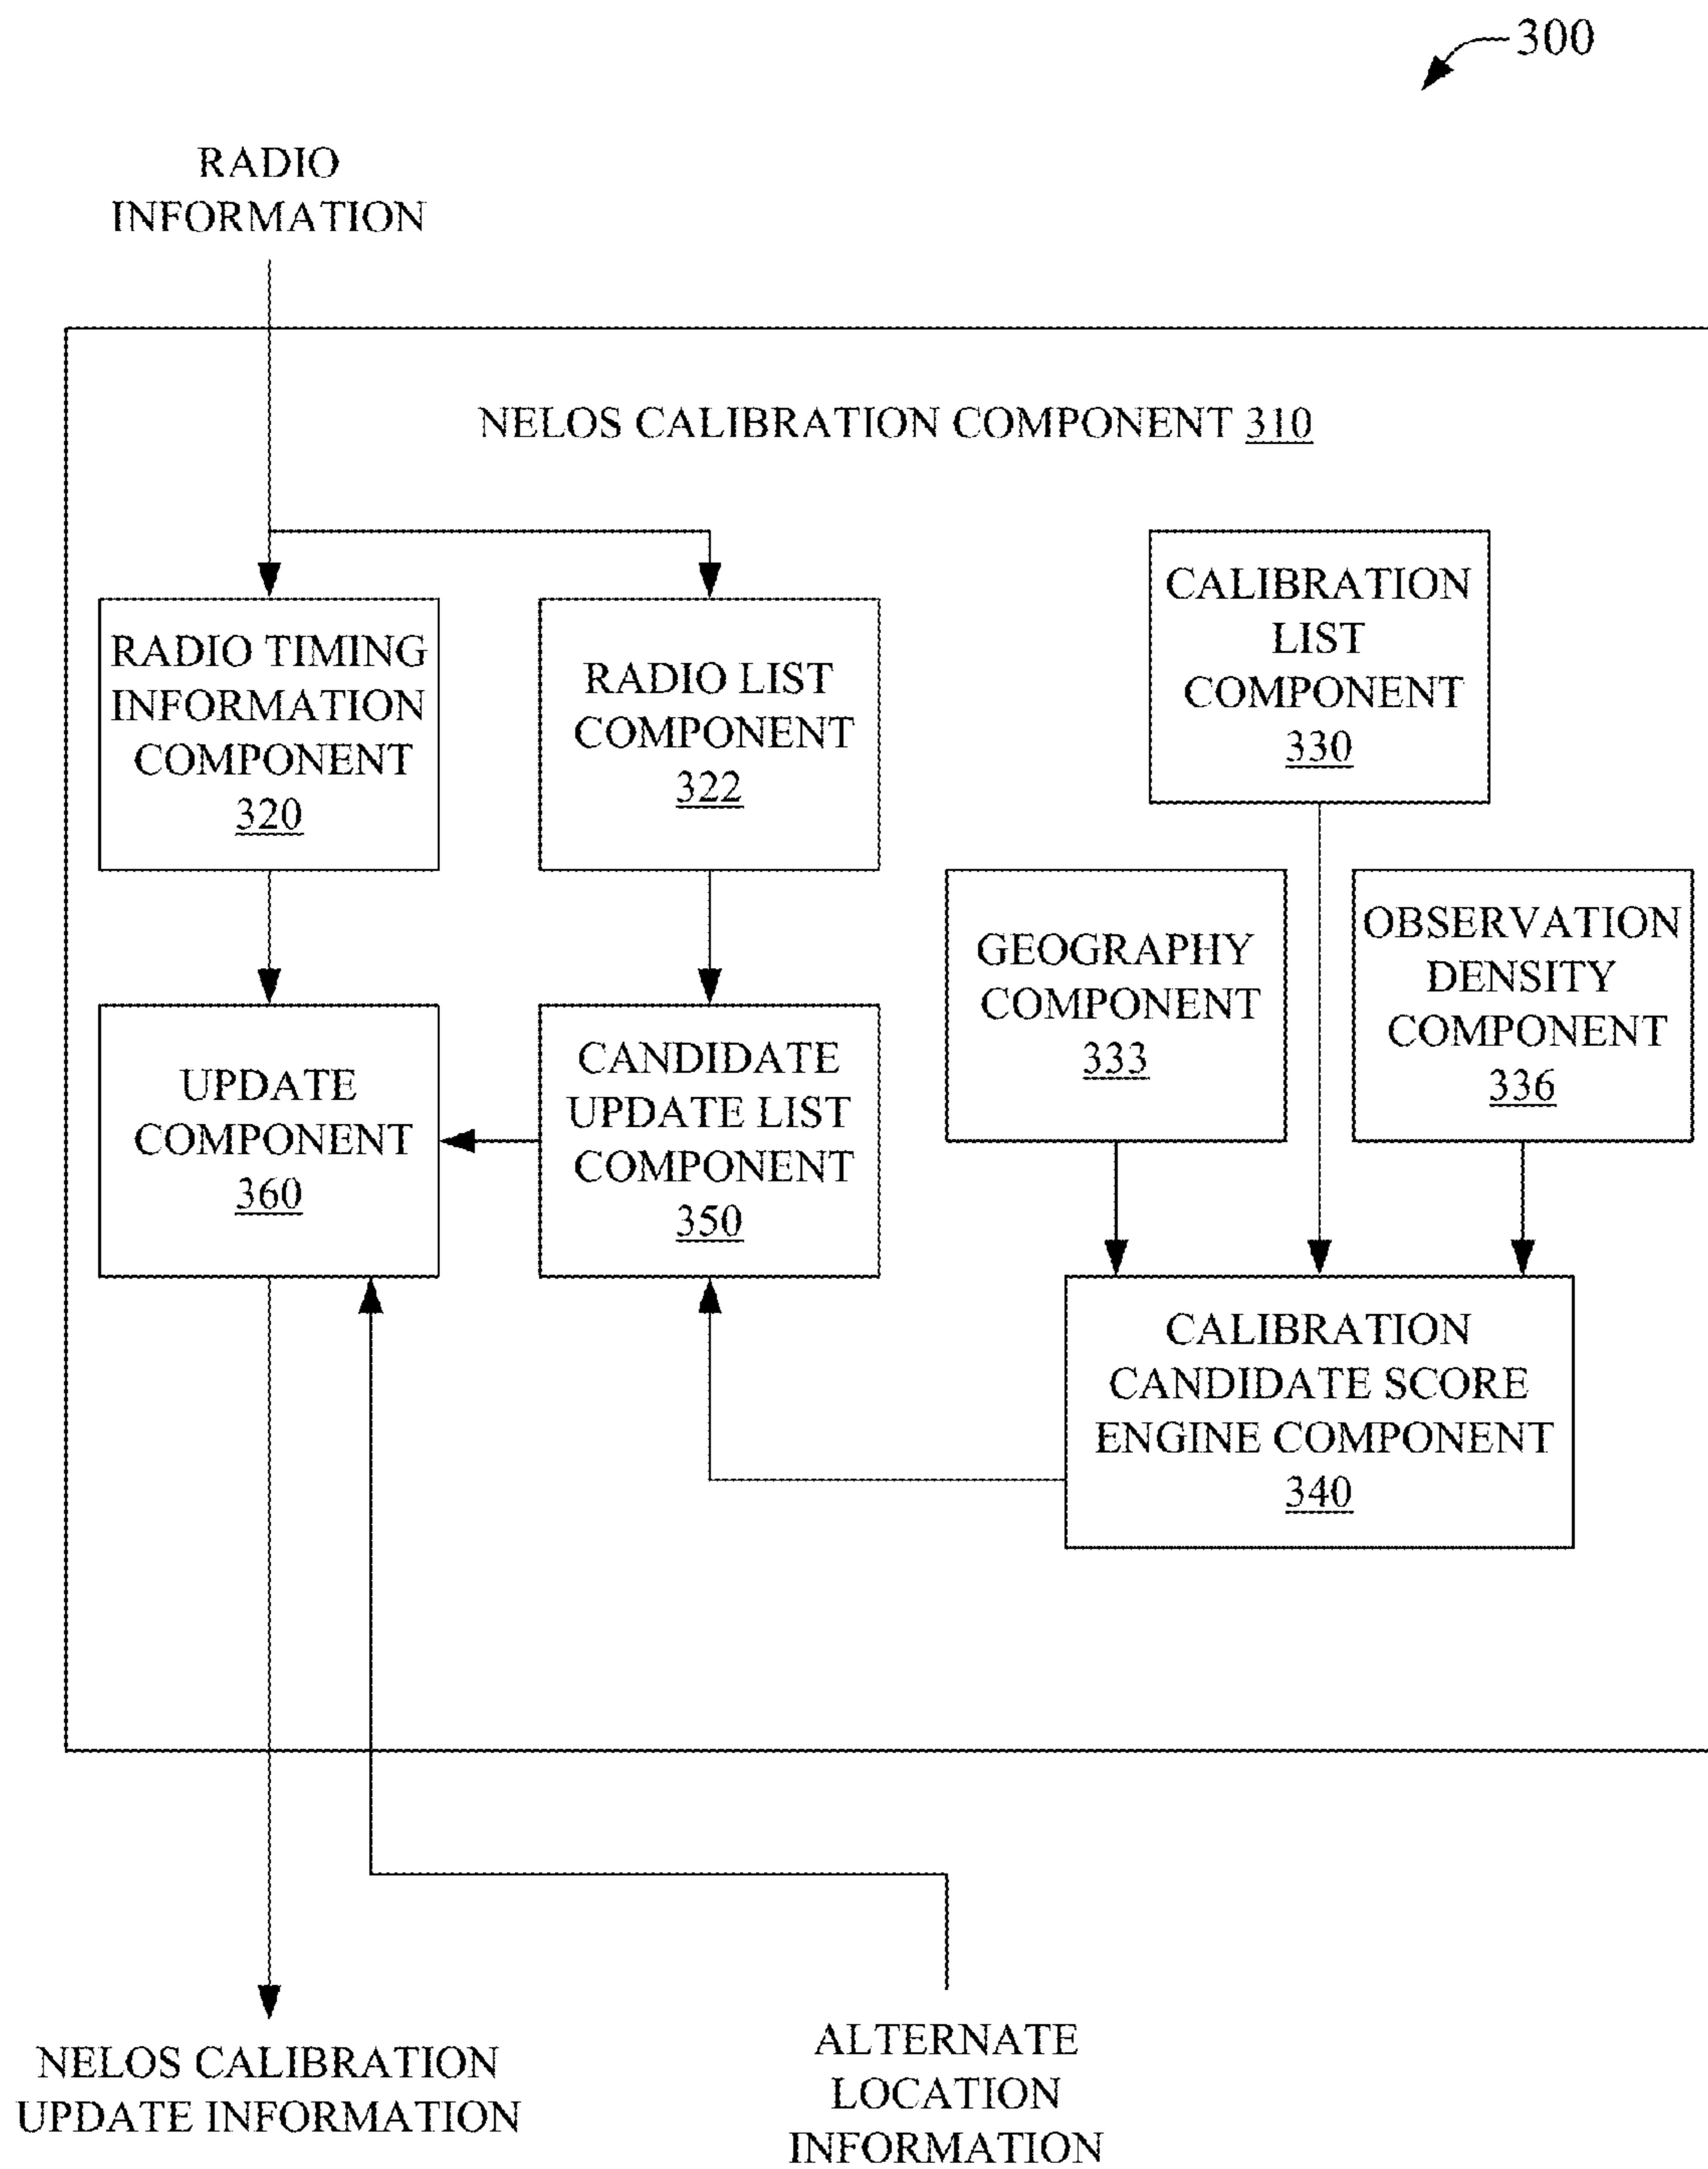 300
RADIO
INFORMATION
NELOS CALIBRATION COMPONENT 310
RADIO TIMING
INFORMATION
COMPONENT
320
RADIO LIST
COMPONENT
322
CALIBRATION
LIST
COMPONENT
330
GEOGRAPHY
COMPONENT
333
OBSERVATION
DENSITY
COMPONENT
336
UPDATE
COMPONENT
360
CANDIDATE
UPDATE LIST
COMPONENT
350
CALIBRATION
CANDIDATE SCORE
ENGINE COMPONENT
340
NELOS CALIBRATION
UPDATE INFORMATION
ALTERNATE
LOCATION
INFORMATION